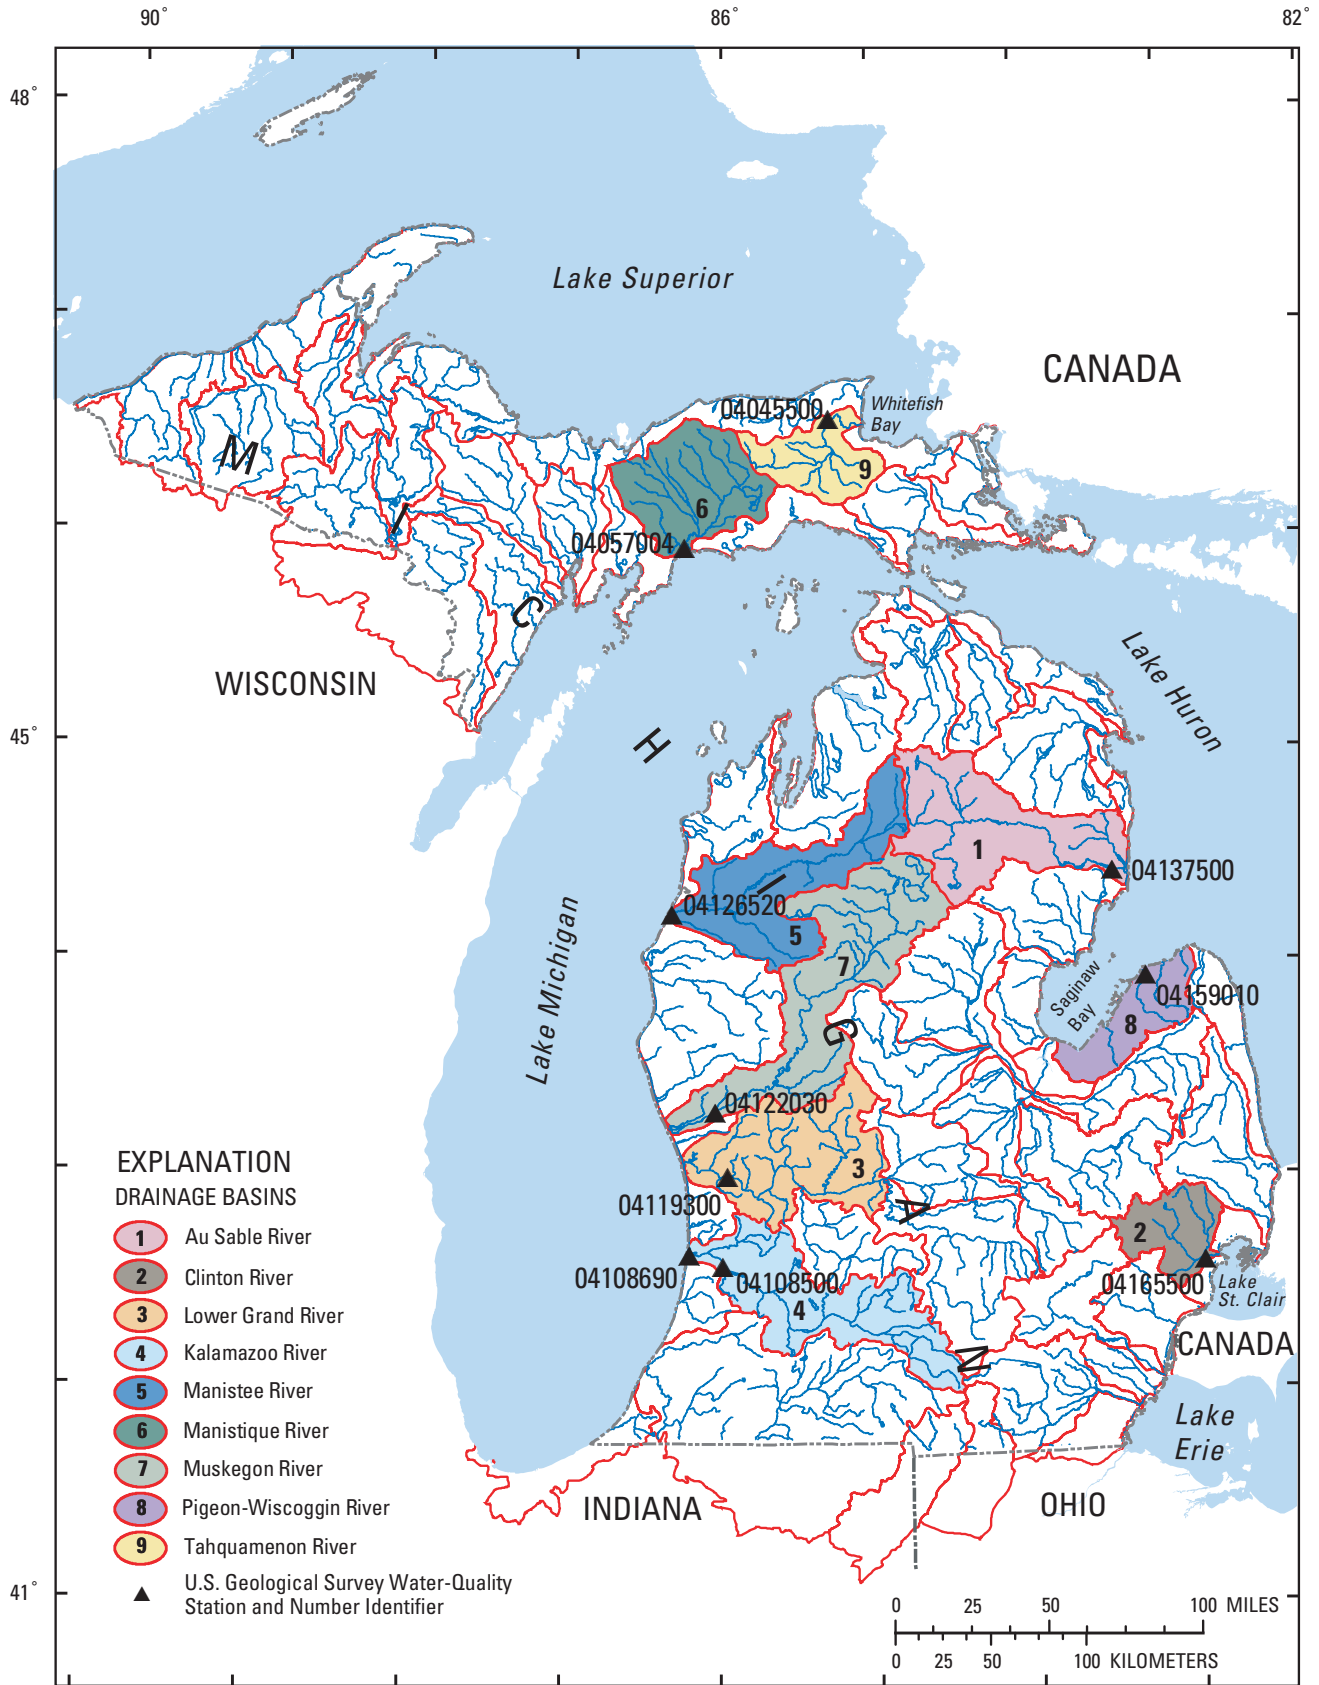 90°
86°
82°
48°
Lake Superior
CANADA
04045500
Whitefish
Bay
M
9
6
I
04057004
C
Lake Huron
WISCONSIN
45°
H
1
04137500
I
04126520
5
Lake Michigan
7
Saginaw
Bay
04159010
8
G
04122030
EXPLANATION
3
DRAINAGE BASINS
04119300
A
1 Au Sable River
2
2 Clinton River
04108690
04108500
04165500
Lake
St. Clair
3 Lower Grand River
4
4 Kalamazoo River
N
CANADA
5 Manistee River
Lake
Erie
6 Manistique River
7 Muskegon River
8 Pigeon-Wiscoggin River
INDIANA
OHIO
9 Tahquamenon River
41°
U.S. Geological Survey Water-Quality
Station and Number Identifier
0 25 50 100 MILES
0 25 50 100 KILOMETERS